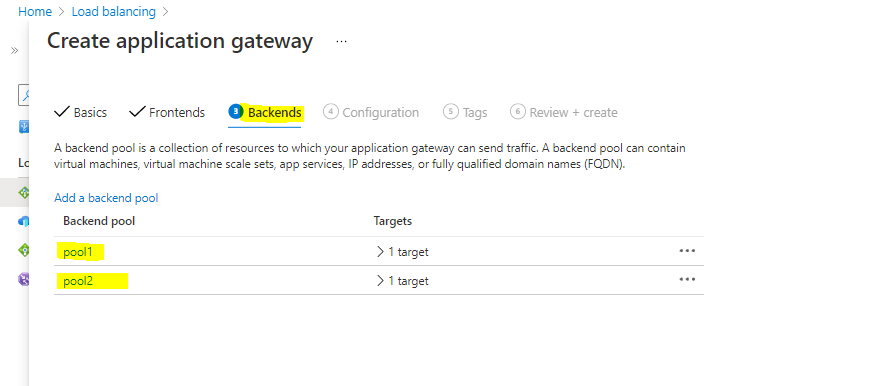 Home > Load balancing >
Create application gateway ...
»
Basics Frontends 3 Backends 4 Configuration 5 Tags 6 Review + create
A backend pool is a collection of resources to which your application gateway can send traffic. A backend pool can contain
virtual machines, virtual machine scale sets, app services, IP addresses, or fully qualified domain names (FQDN).
Lo
Add a backend pool
Backend pool Targets
pool1 > 1 target ...
pool2 > 1 target ...